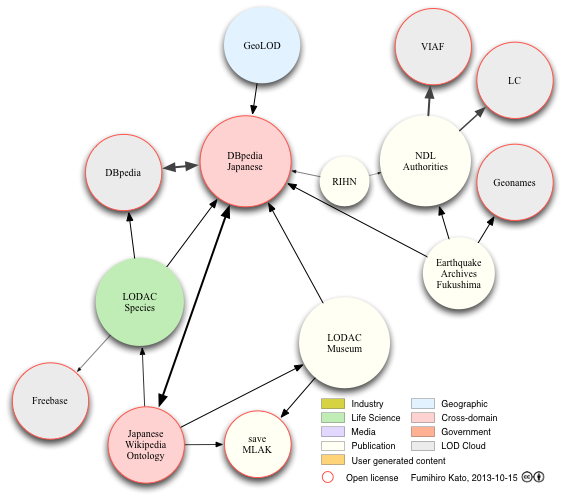 GeoLOD
VIAF
LC
DBpedia
DBpedia
Japanese
RIHN
NDL
Authorities
Geonames
Earthquake
Archives
Fukushima
LODAC
Species
LODAC
Museum
Freebase
Japanese
Wikipedia
Ontology
save
MLAK
Industry
Geographic
Life Science
Cross-domain
Media
Government
Publication
LOD Cloud
User generated content
Open license Fumihiro Kato, 2013-10-15